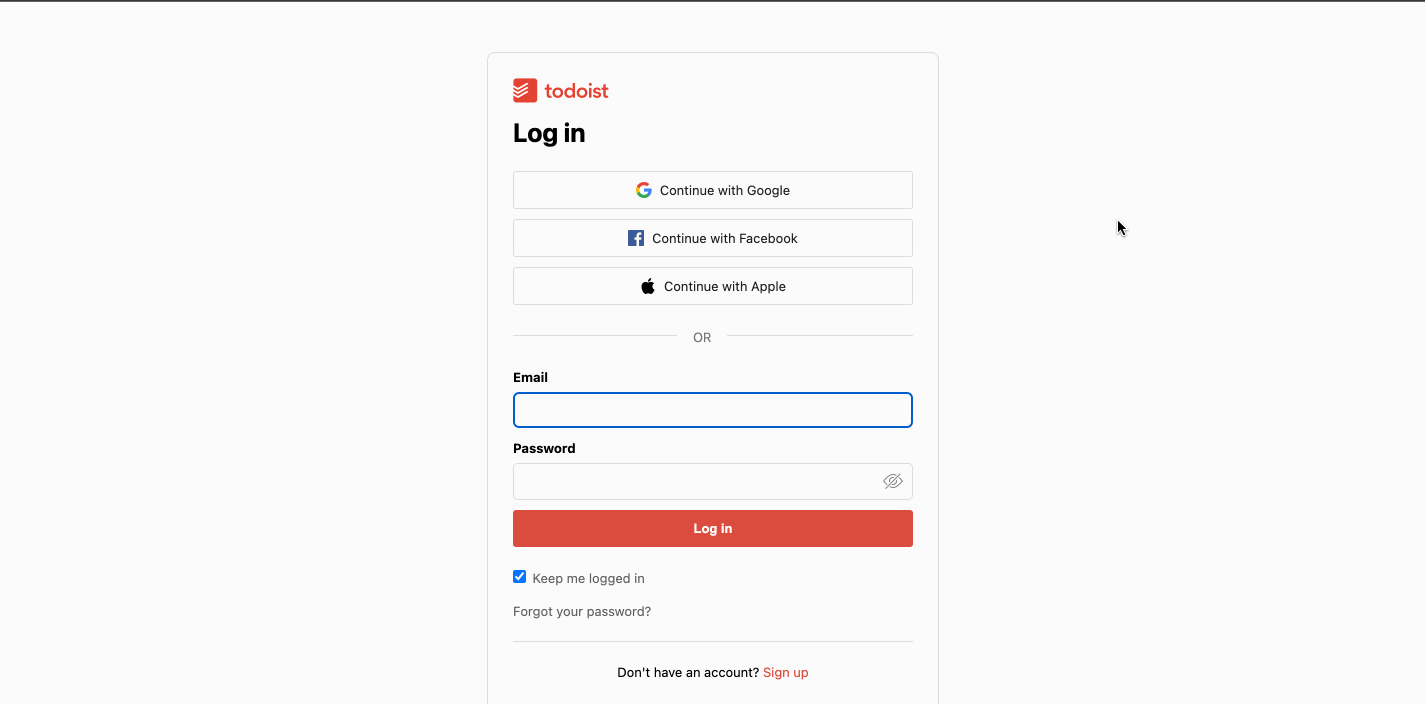 todoist
Log in
Continue with Google
Continue with Facebook
Continue with Apple
OR
Email
Password
Log in
Keep me logged in
Forgot your password?
Don't have an account? Sign up